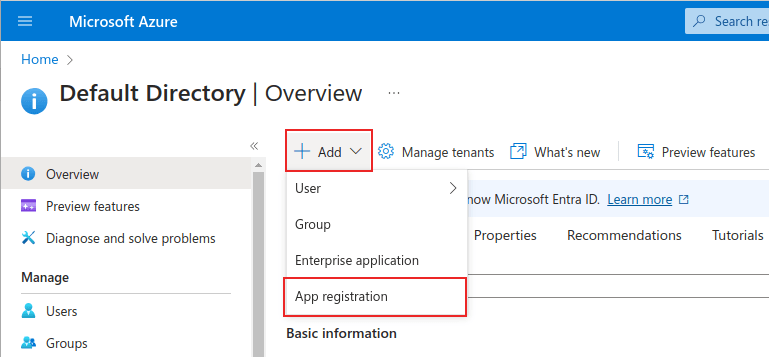 Microsoft Azure
Search re
Home >
Default Directory | Overview ...
«
+ Add Manage tenants What's new Preview features
Overview
Preview features
Diagnose and solve problems
Manage
Users
Groups
User >
Group
Enterprise application
App registration
now Microsoft Entra ID. Learn more
Properties Recommendations Tutorials
Basic information